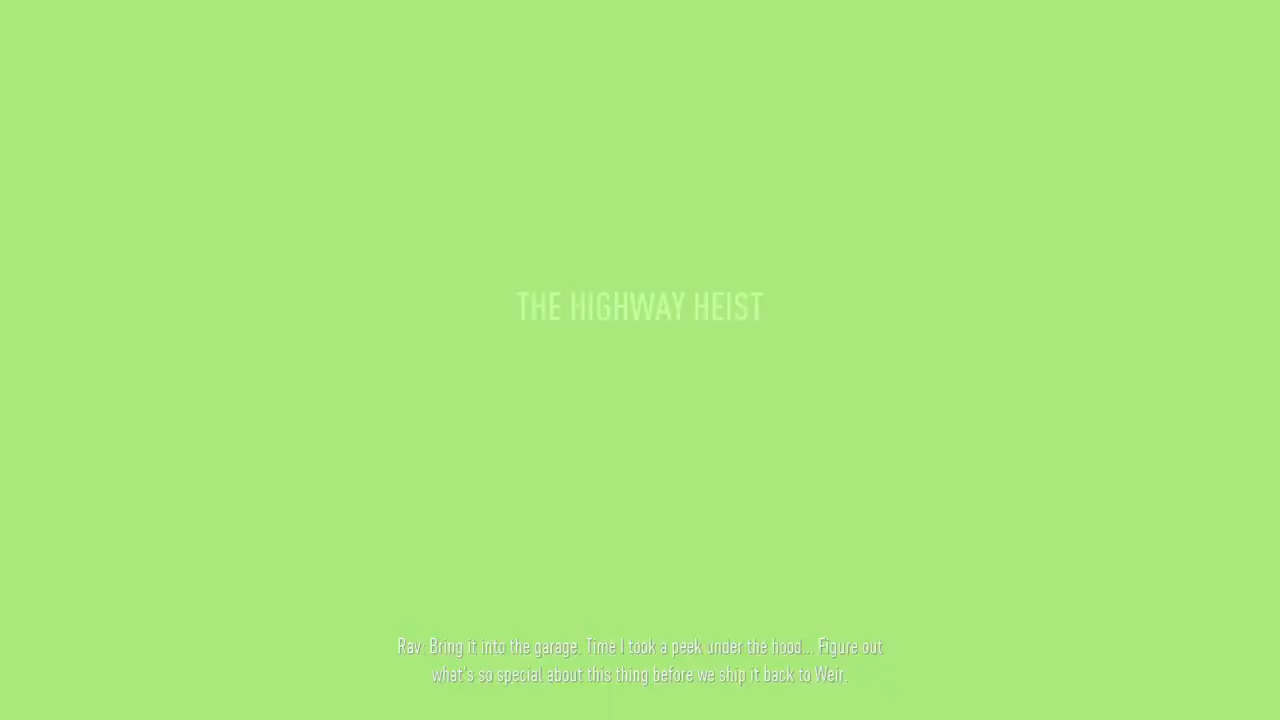 THE HIGHWAY HEIST
Rav: Bring it into the garage. Time I took a peek under the hood... Figure out
what's so special about this thing before we ship it back to Weir.